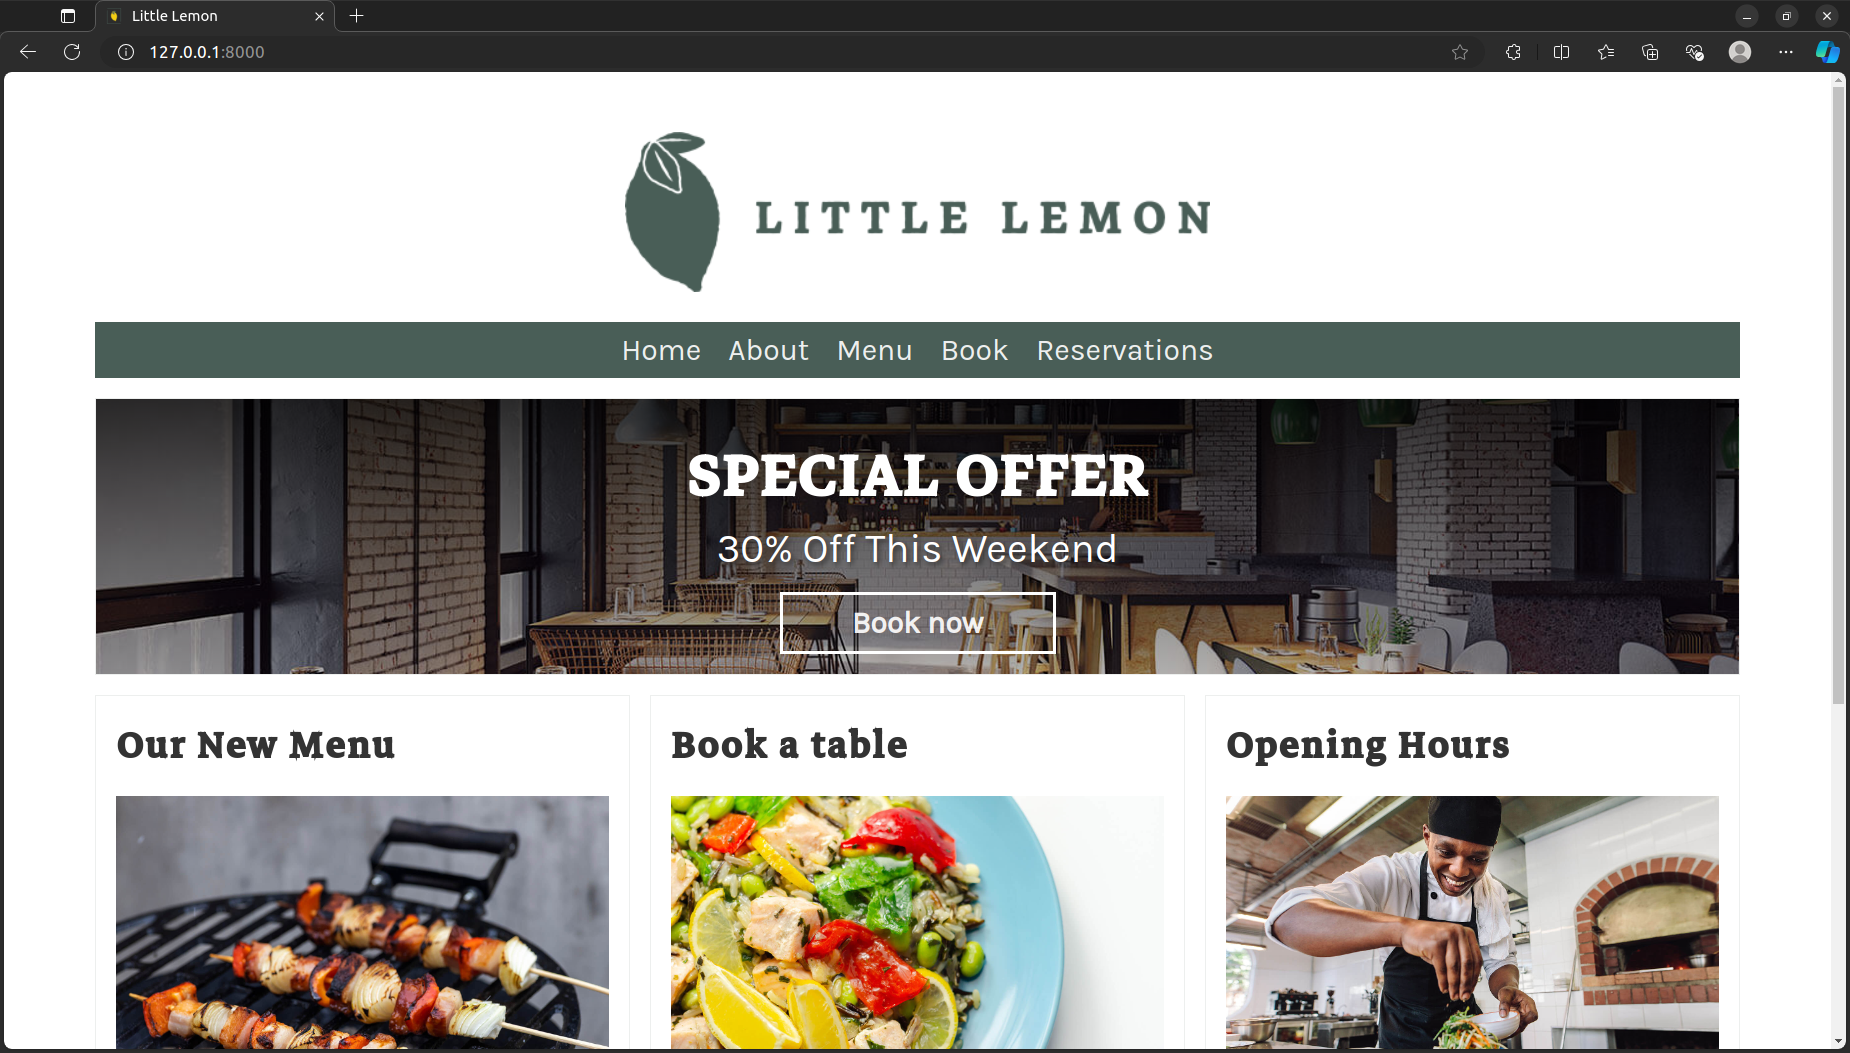 Little Lemon
127.0.0.1:8000
LITTLE LEMON
Home About Menu Book Reservations
SPECIAL OFFER
30% Off This Weekend
Book now
Our New Menu
Book a table
Opening Hours